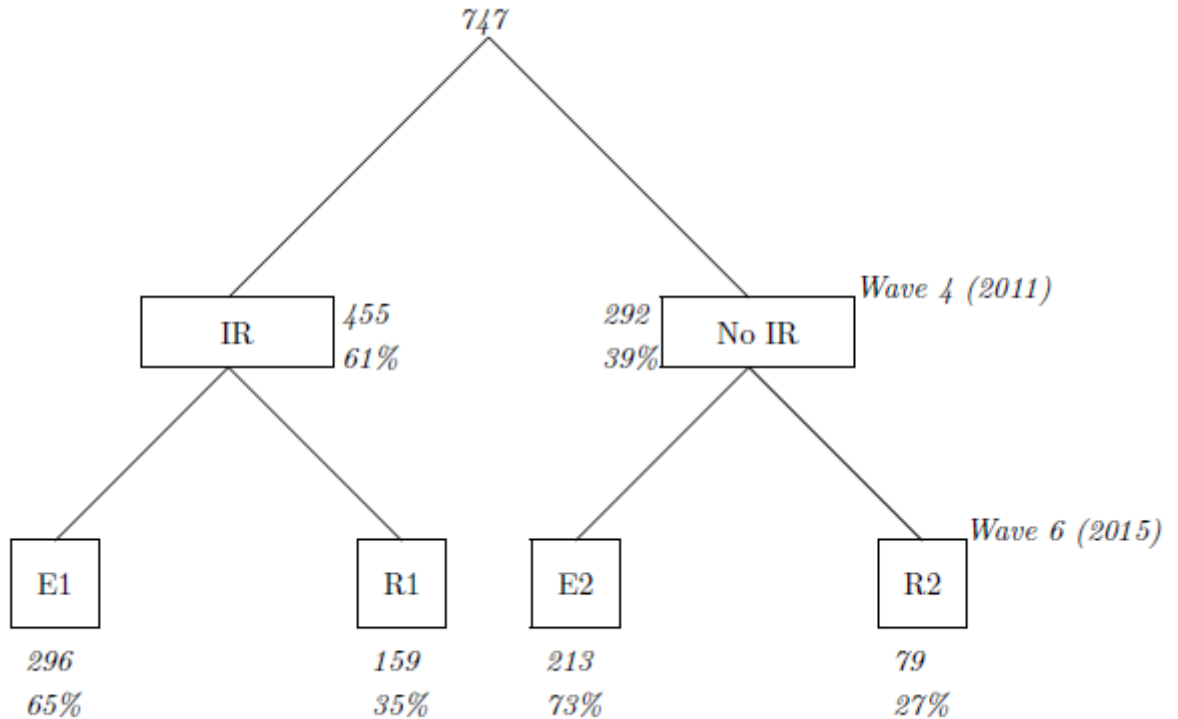 747
Wave 4 (2011)
IR
455
61%
292
39%
No IR
Wave 6 (2015)
E1
R1
E2
R2
296
159
213
79
65%
35%
73%
27%